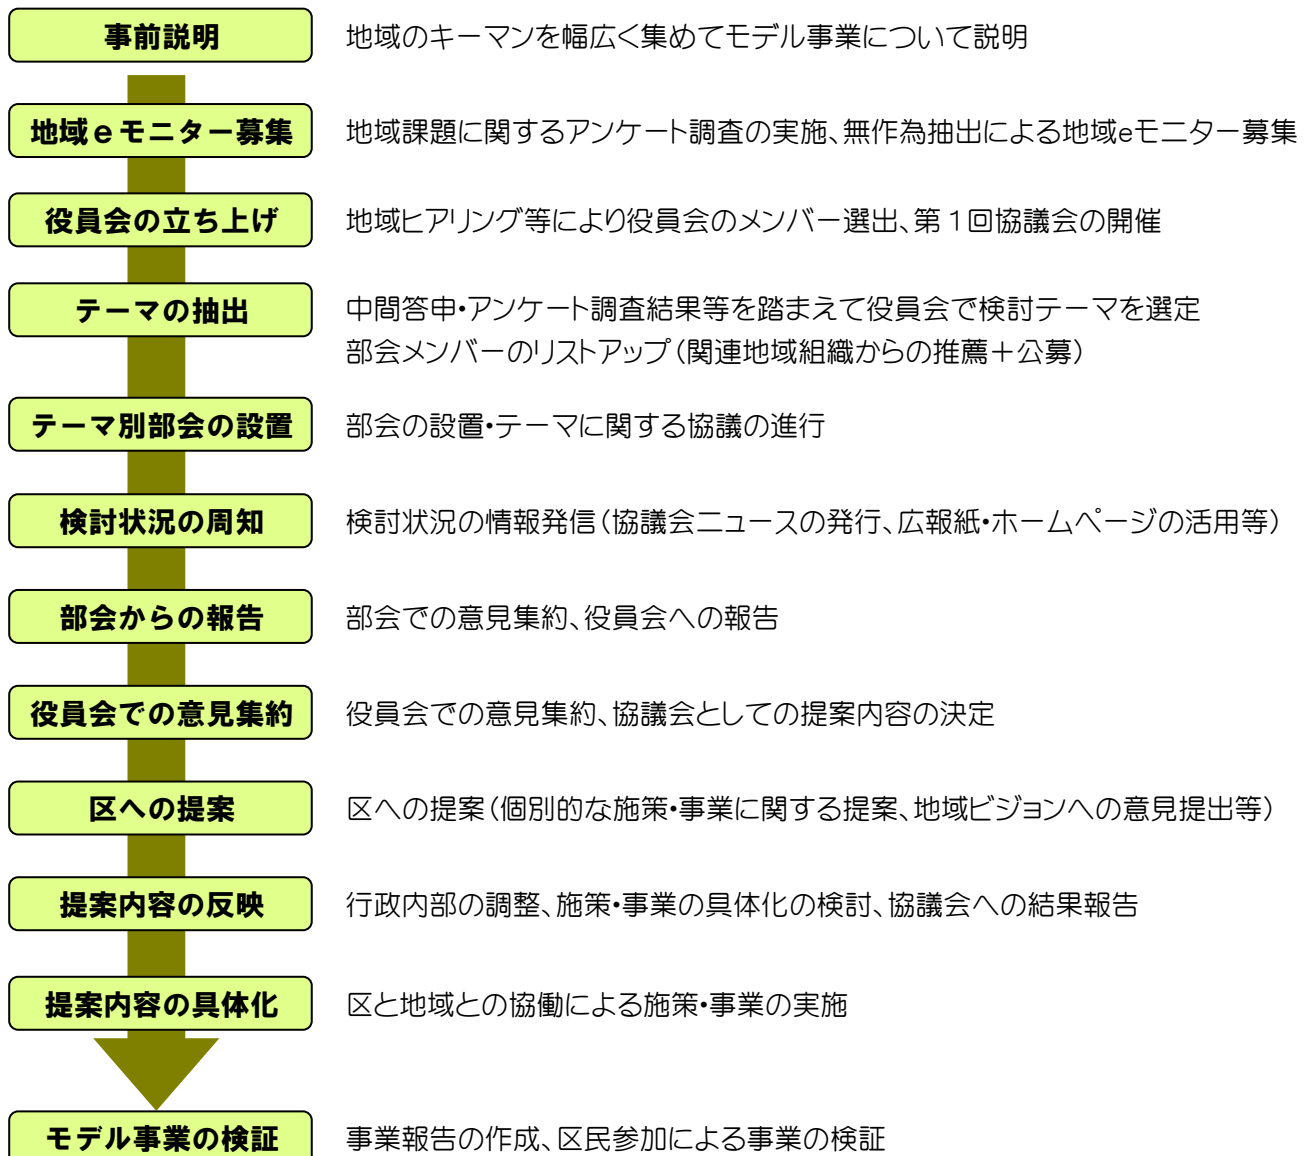 事前説明
地域のキーマンを幅広く集めてモデル事業について説明
地域eモニター募集
地域課題に関するアンケート調査の実施、無作為抽出による地域eモニター募集
役員会の立ち上げ
地域ヒアリング等により役員会のメンバー選出、第1回協議会の開催
テーマの抽出
中間答申・アンケート調査結果等を踏まえて役員会で検討テーマを選定
部会メンバーのリストアップ(関連地域組織からの推薦+公募)
テーマ別部会の設置
部会の設置・テーマに関する協議の進行
検討状況の周知
検討状況の情報発信(協議会ニュースの発行、広報紙・ホームページの活用等)
部会からの報告
部会での意見集約、役員会への報告
役員会での意見集約
役員会での意見集約、協議会としての提案内容の決定
区への提案
区への提案(個別的な施策・事業に関する提案、地域ビジョンへの意見提出等)
提案内容の反映
行政内部の調整、施策・事業の具体化の検討、協議会への結果報告
提案内容の具体化
区と地域との協働による施策・事業の実施
モデル事業の検証
事業報告の作成、区民参加による事業の検証